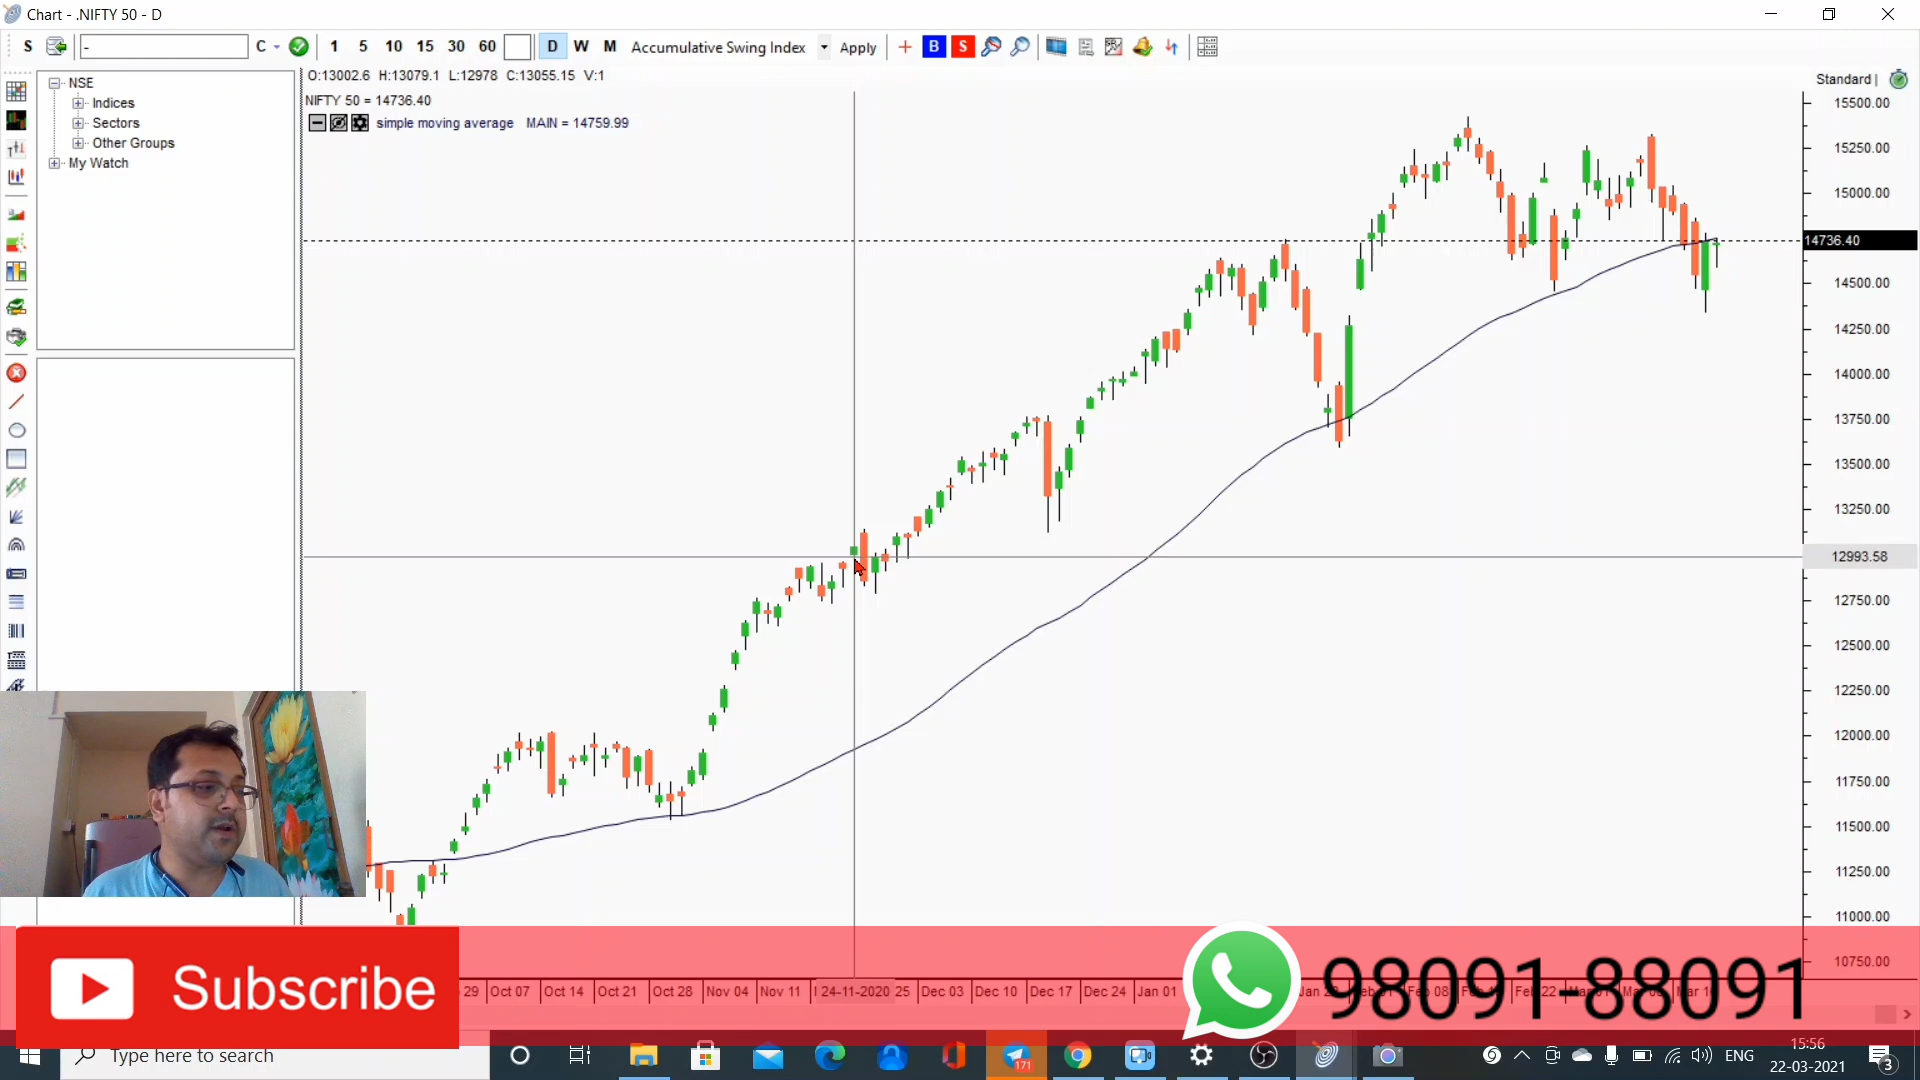 Chart - .NIFTY 50 - D
S - C 1 5 10 15 30 60 D W M Accumulative Swing Index Apply B S
NSE
Indices
Sectors
Other Groups
My Watch
O:13002.6 H:13079.1 L:12978 C:13055.15 V:1
NIFTY 50 = 14736.40
simple moving average MAIN = 14759.99
Standard |
15500.00
15250.00
15000.00
14736.40
14500.00
14250.00
14000.00
13750.00
13500.00
13250.00
12993.58
12750.00
12500.00
12250.00
12000.00
11750.00
11500.00
11250.00
11000.00
10750.00
29 Oct 07 Oct 14 Oct 21 Oct 28 Nov 04 Nov 11 24-11-2020 25 Dec 03 Dec 10 Dec 17 Dec 24 Jan 01
Subscribe
98091-88091
Type here to search
171
ENG
15:56
22-03-2021
3